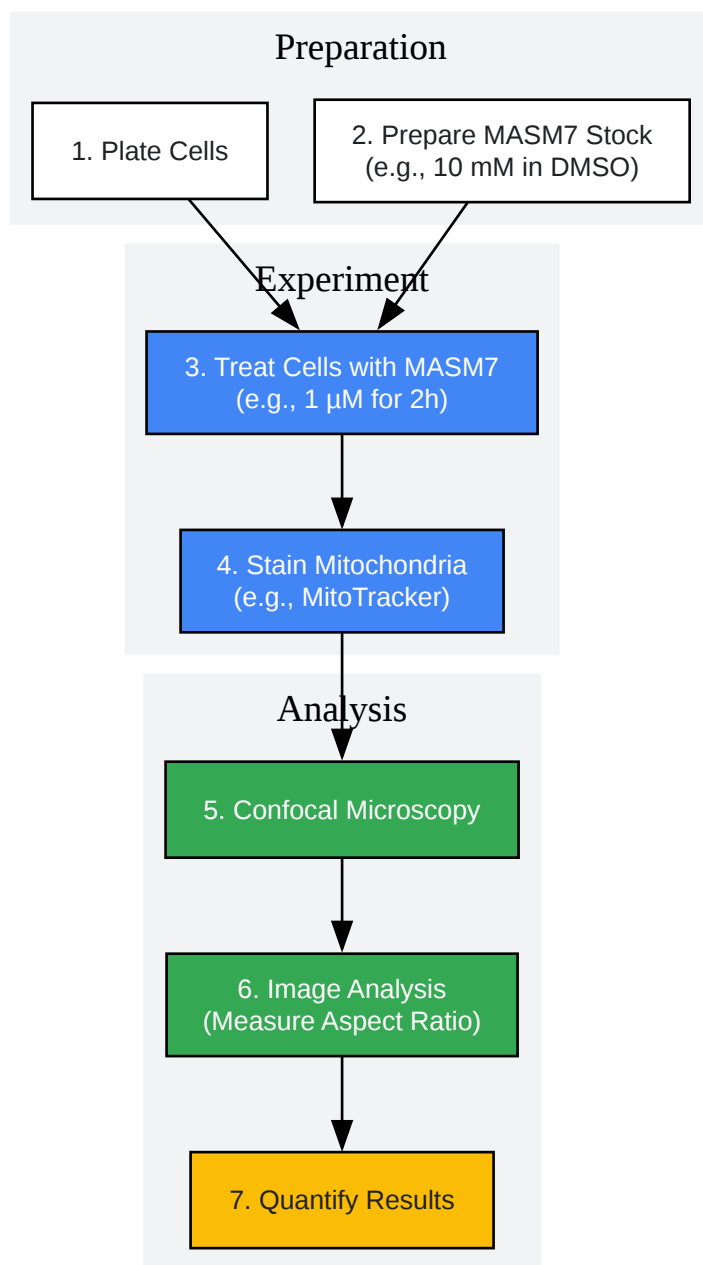 Preparation
1. Plate Cells
2. Prepare MASM7 Stock
(e.g., 10 mM in DMSO)
Experiment
3. Treat Cells with MASM7
(e.g., 1 µM for 2h)
4. Stain Mitochondria
(e.g., MitoTracker)
Analysis
5. Confocal Microscopy
6. Image Analysis
(Measure Aspect Ratio)
7. Quantify Results